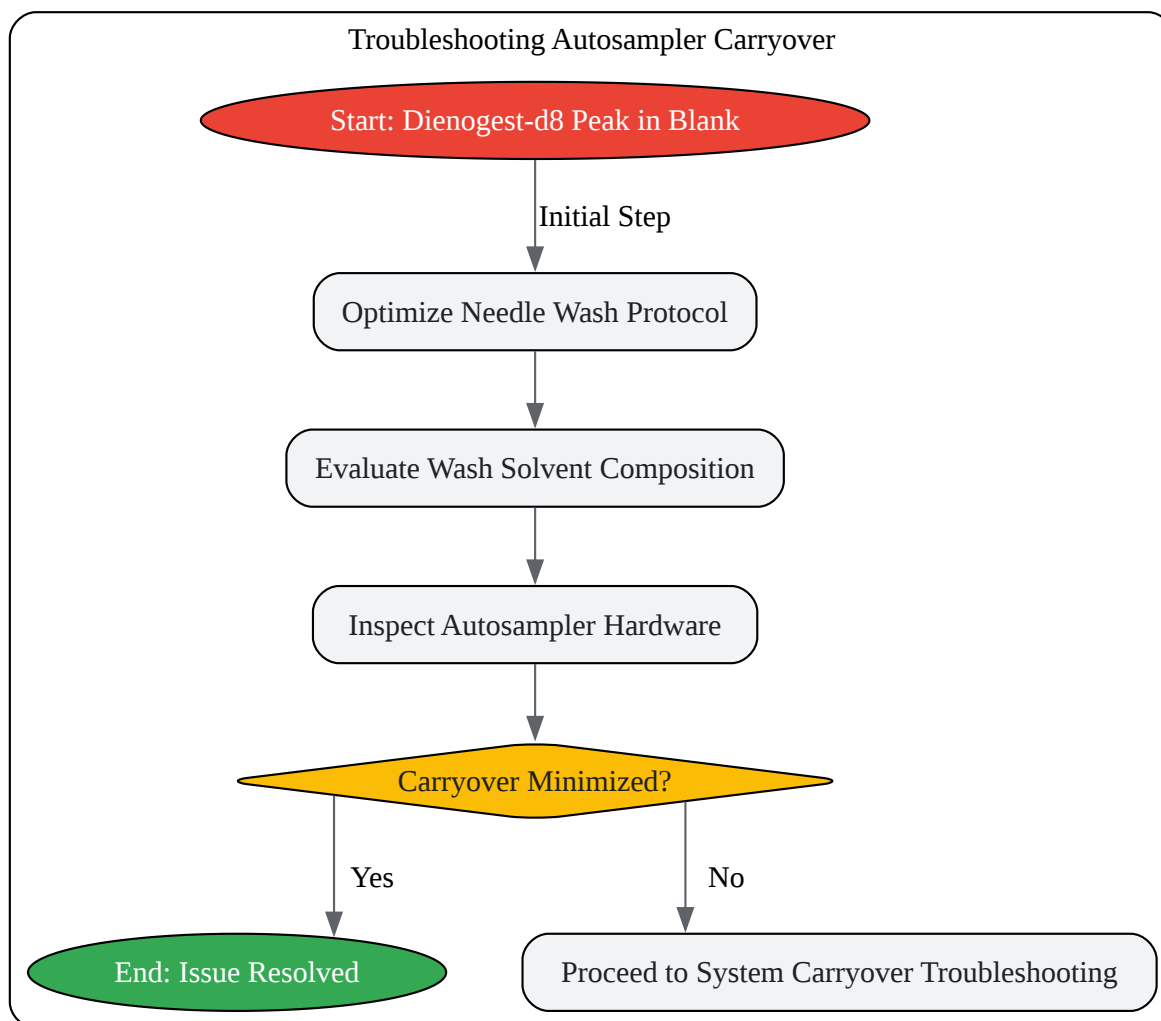 Troubleshooting Autosampler Carryover
Start: Dienogest-d8 Peak in Blank
Initial Step
Optimize Needle Wash Protocol
Evaluate Wash Solvent Composition
Inspect Autosampler Hardware
Carryover Minimized?
Yes
No
End: Issue Resolved
Proceed to System Carryover Troubleshooting